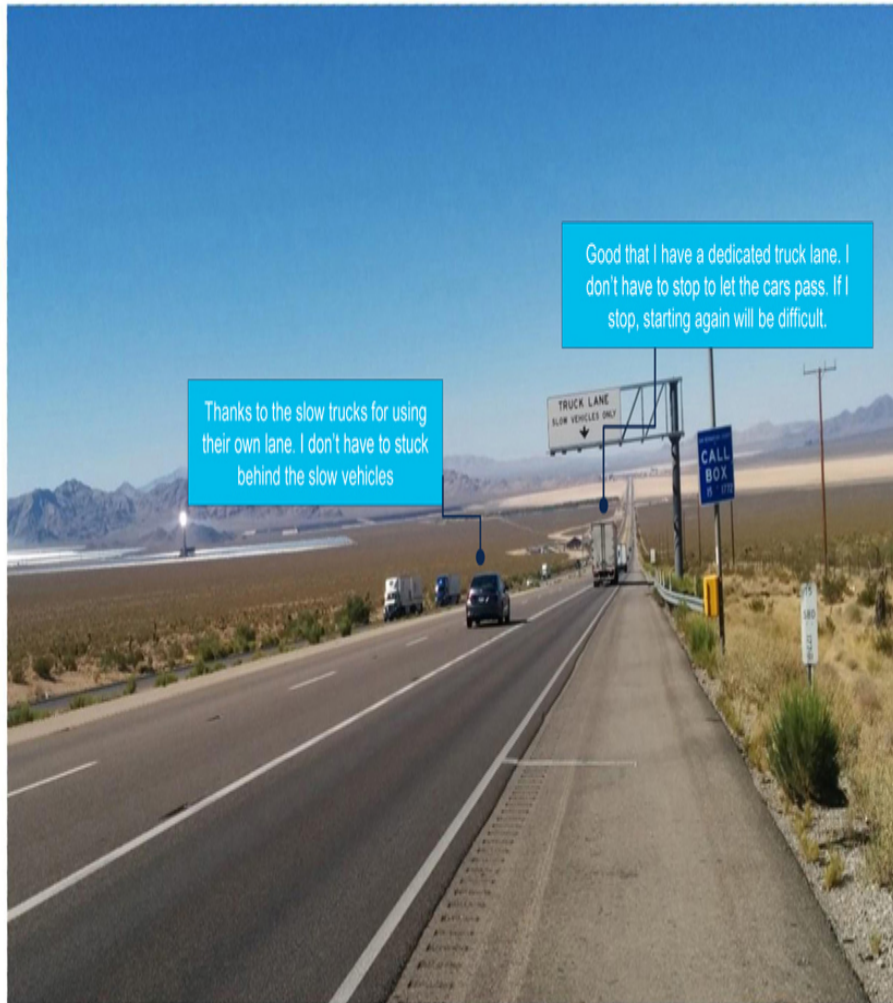 Good that I have a dedicated truck lane. I
don't have to stop to let the cars pass. If I
stop, starting again will be difficult.
Thanks to the slow trucks for using
their own lane. I don't have to stuck
behind the slow vehicles
TRUCK LANE
SLOW VEHICLES ONLY
CALL
BOX
15